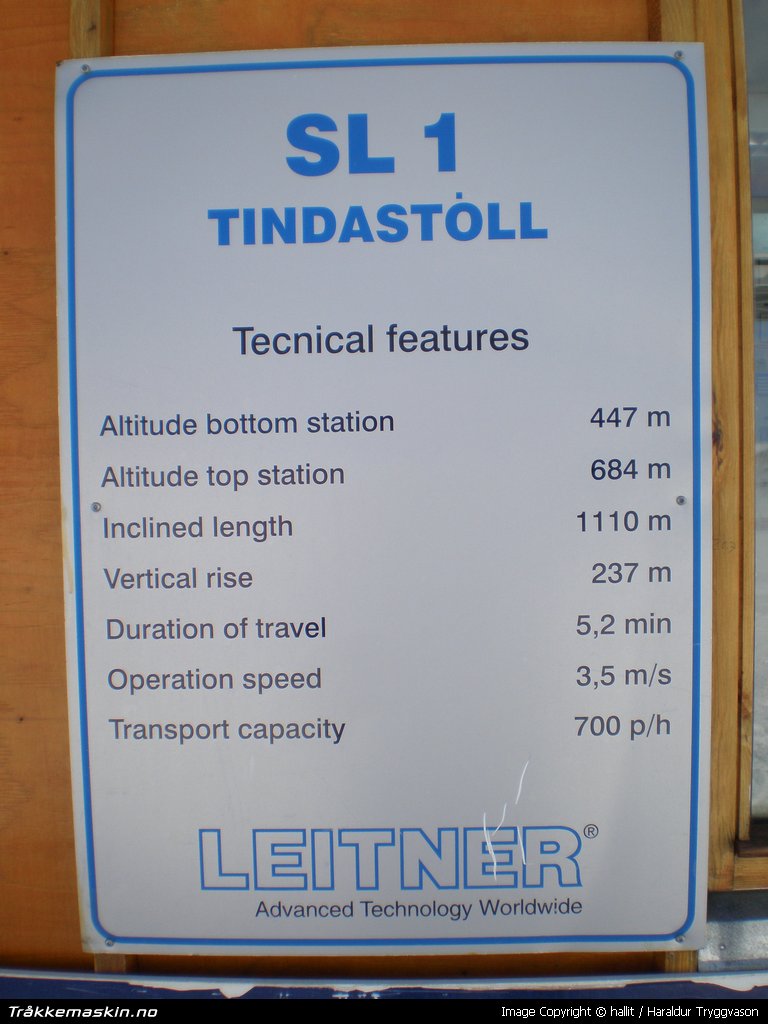 SL 1
TINDASTÓLL
Tecnical features
Altitude bottom station 447 m
Altitude top station 684 m
Inclined length 1110 m
Vertical rise 237 m
Duration of travel 5,2 min
Operation speed 3,5 m/s
Transport capacity 700 p/h
LEITNER®
Advanced Technology Worldwide
Tråkkemaskin.no
Image Copyright © hallit / Haraldur Tryggvason